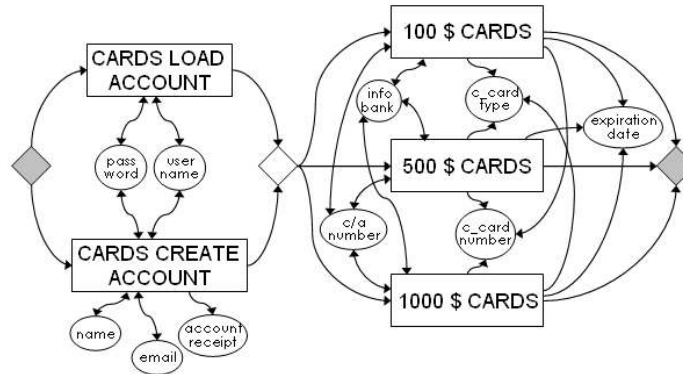 CARDS LOAD
ACCOUNT
pass
word
user
name
CARDS CREATE
ACCOUNT
name
email
account
receipt
100 $ CARDS
info
bank
c_card
Type
expiration
date
500 $ CARDS
c/a
number
c_card
number
1000 $ CARDS